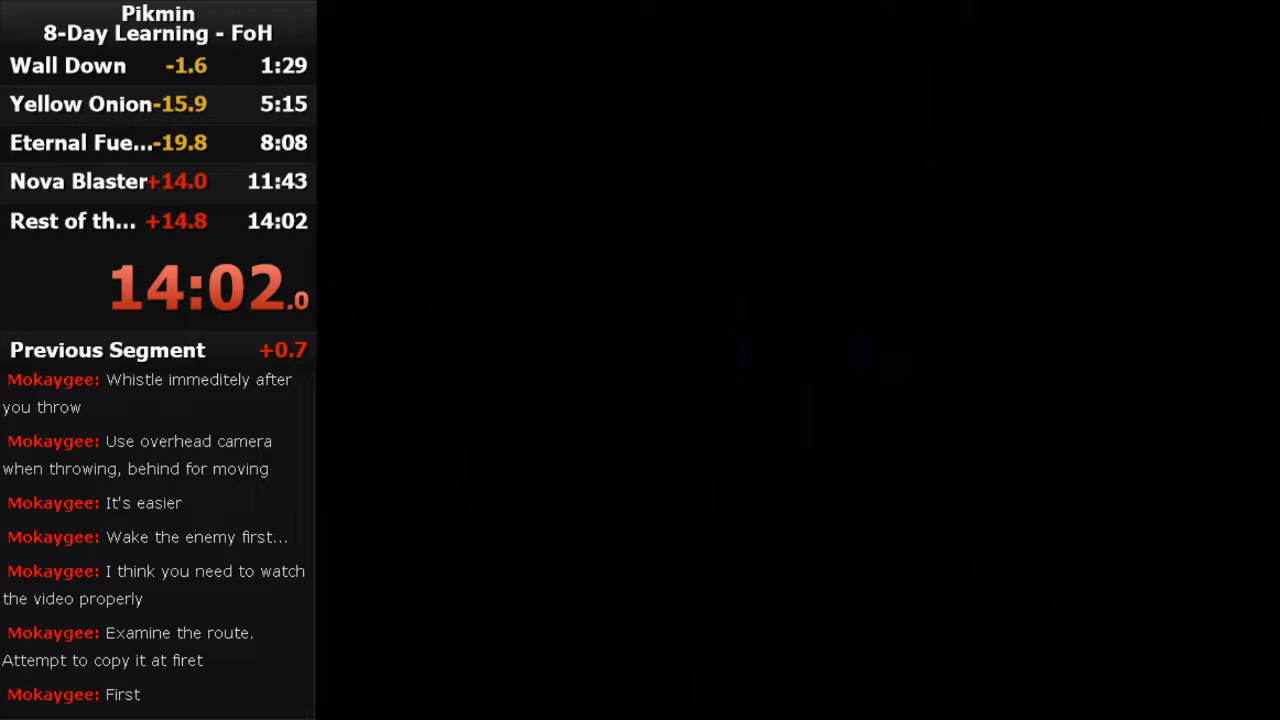 Pikmin
8-Day Learning - FoH
Wall Down -1.6 1:29
Yellow Onion -15.9 5:15
Eternal Fue... -19.8 8:08
Nova Blaster +14.0 11:43
Rest of th... +14.8 14:02
14:02.0
Previous Segment +0.7
Mokaygee: Whistle immeditely after
you throw
Mokaygee: Use overhead camera
when throwing, behind for moving
Mokaygee: It's easier
Mokaygee: Wake the enemy first...
Mokaygee: I think you need to watch
the video properly
Mokaygee: Examine the route.
Attempt to copy it at firet
Mokaygee: First